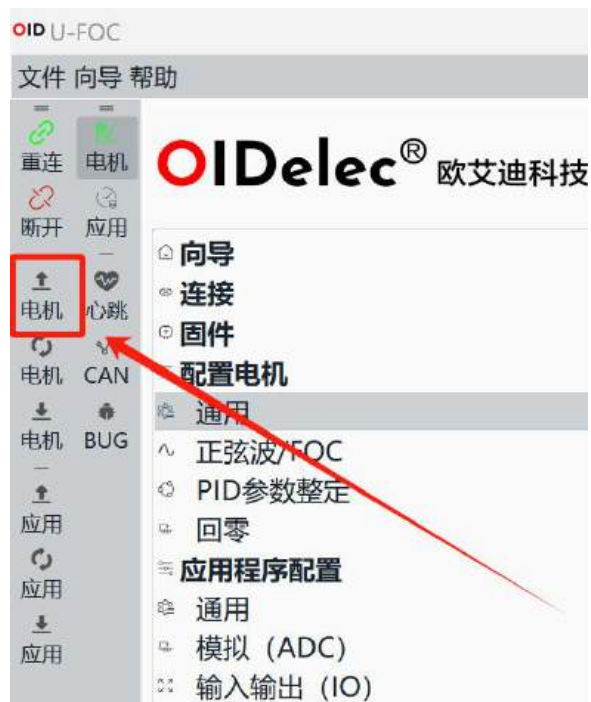 OID U-FOC
文件 向导 帮助
重连 电机
断开 应用
电机 心跳
电机 CAN
电机 BUG
应用
应用
应用
OIDelec® 欧艾迪科技
向导
连接
固件
配置电机
通用
正弦波/FOC
PID参数整定
回零
应用程序配置
通用
模拟（ADC）
输入输出（IO）